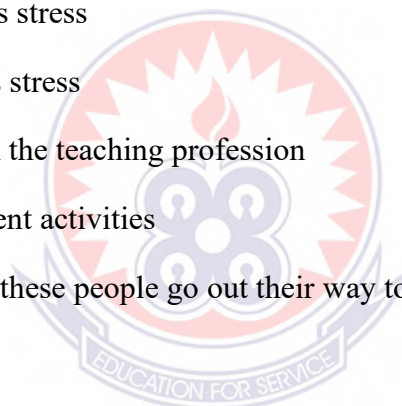 s stress
stress
the teaching profession
ent activities
these people go out their way to
EDUCATION FOR SERVICE